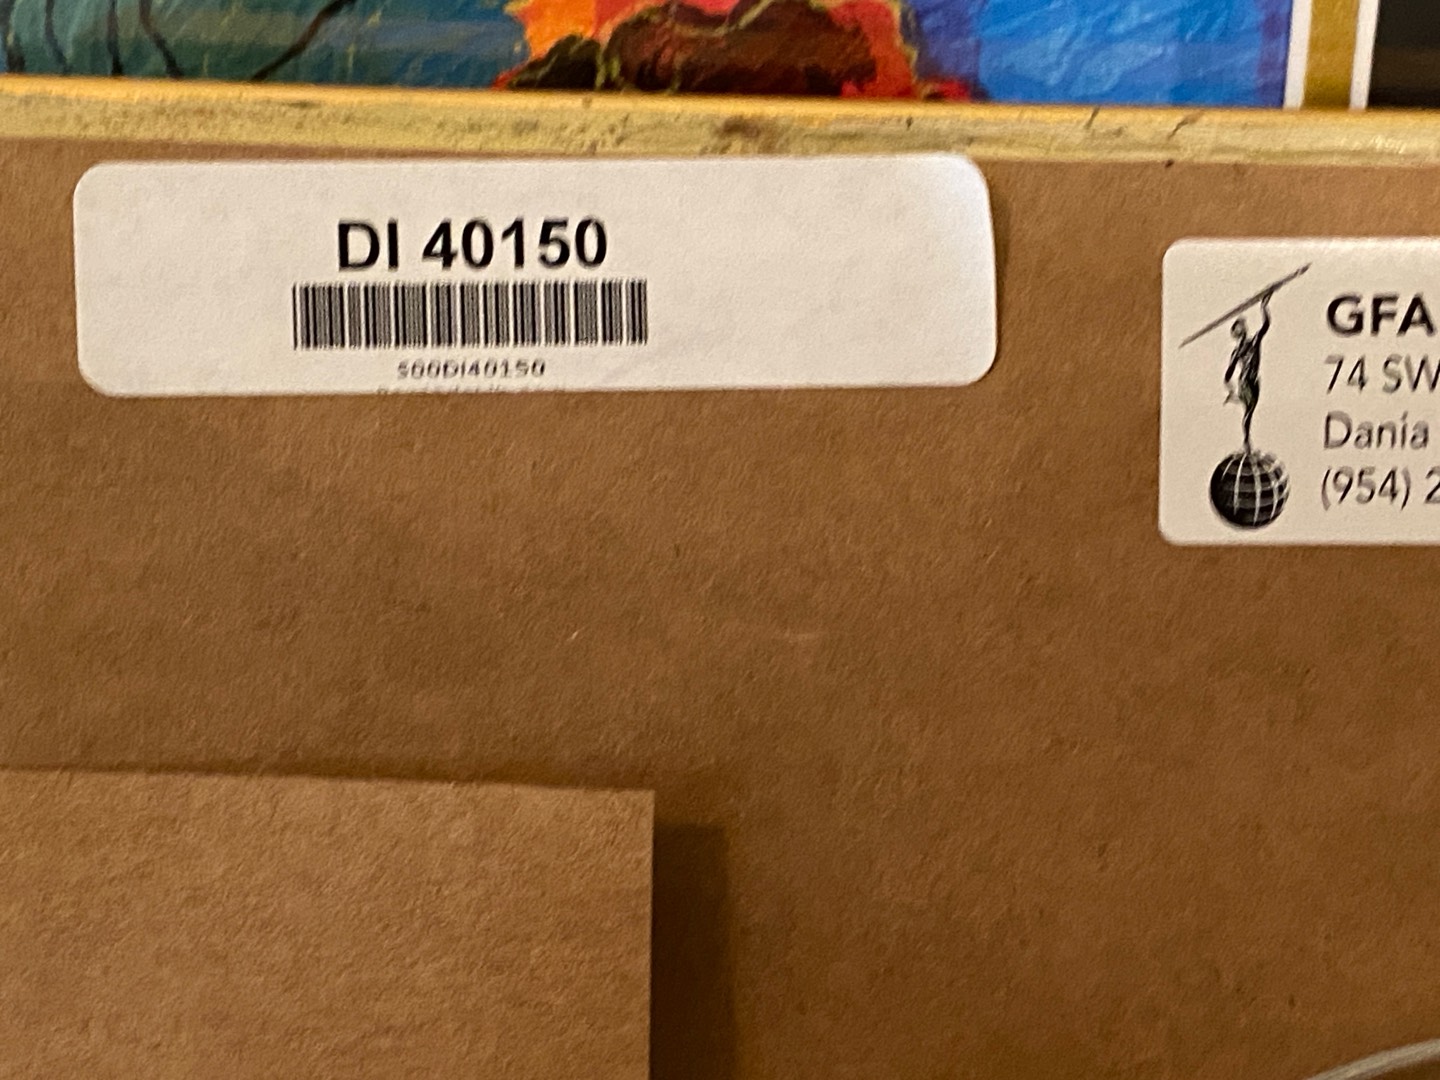 DI 40150
S00DI40150
GFA
74 SW
Dania
(954) 2